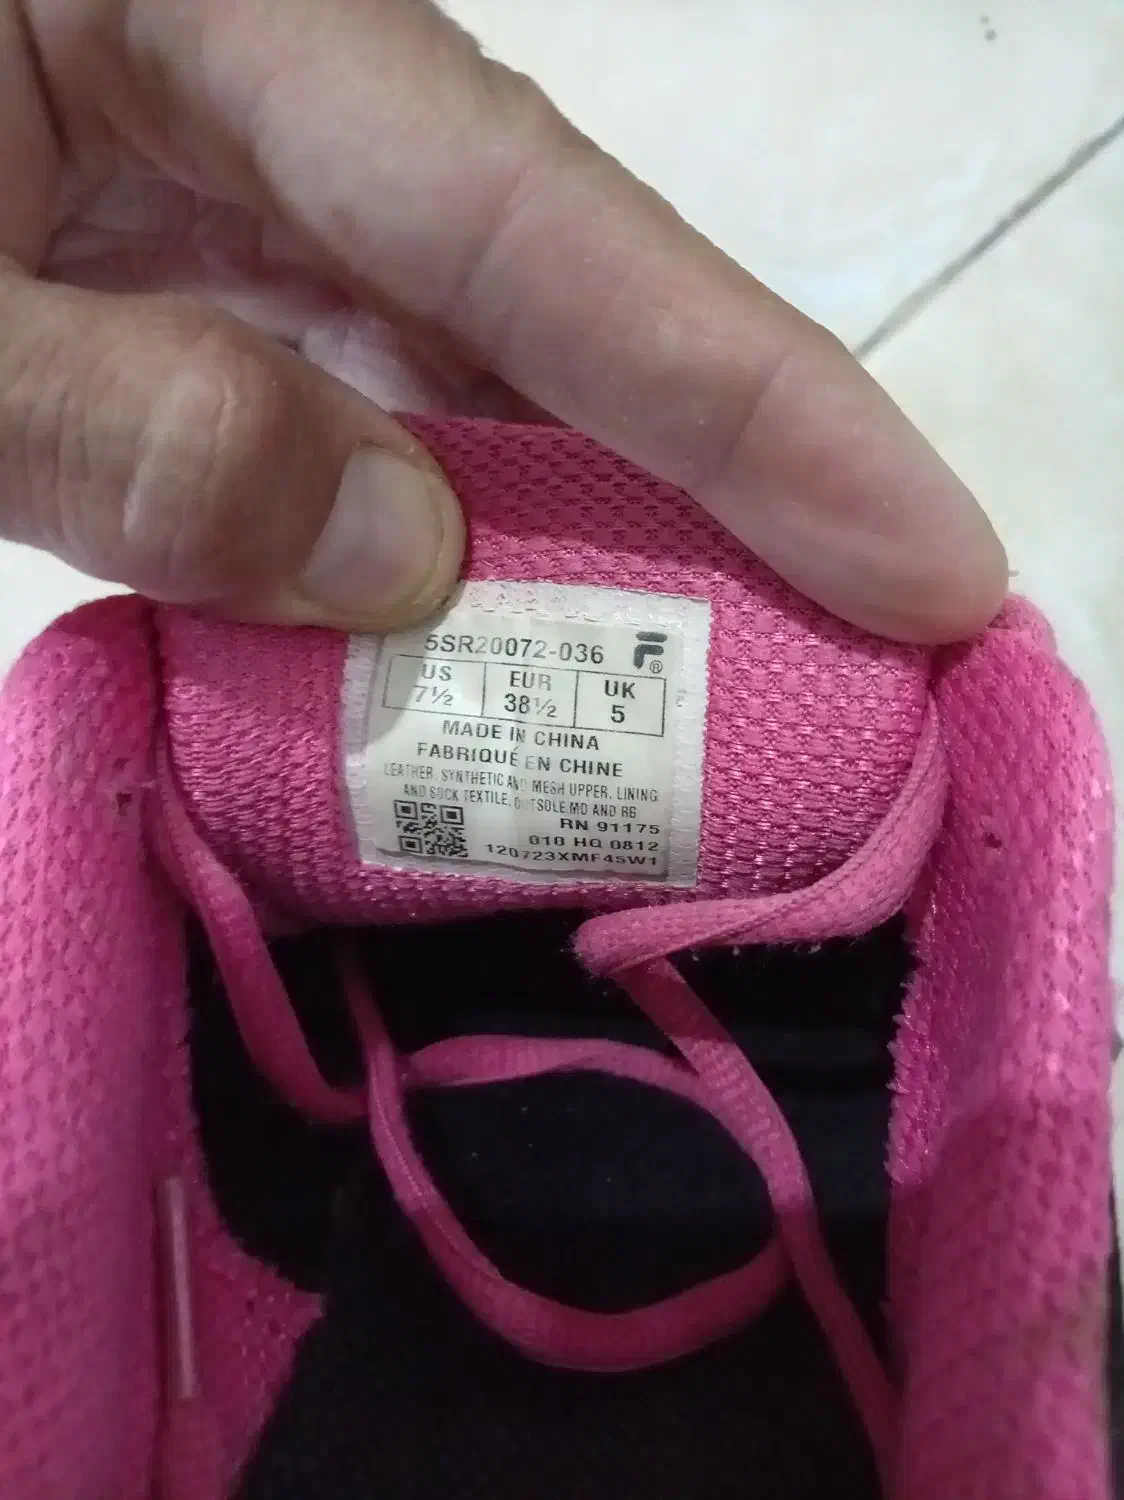 5SR20072-036
US EUR UK
7½ 38½ 5
MADE IN CHINA
FABRIQUÉ EN CHINE
LEATHER, SYNTHETIC AND MESH UPPER, LINING
AND SOCK TEXTILE, OUTSOLE MD AND RB
RN 91175
010 HQ 0812
120723XMF45W1